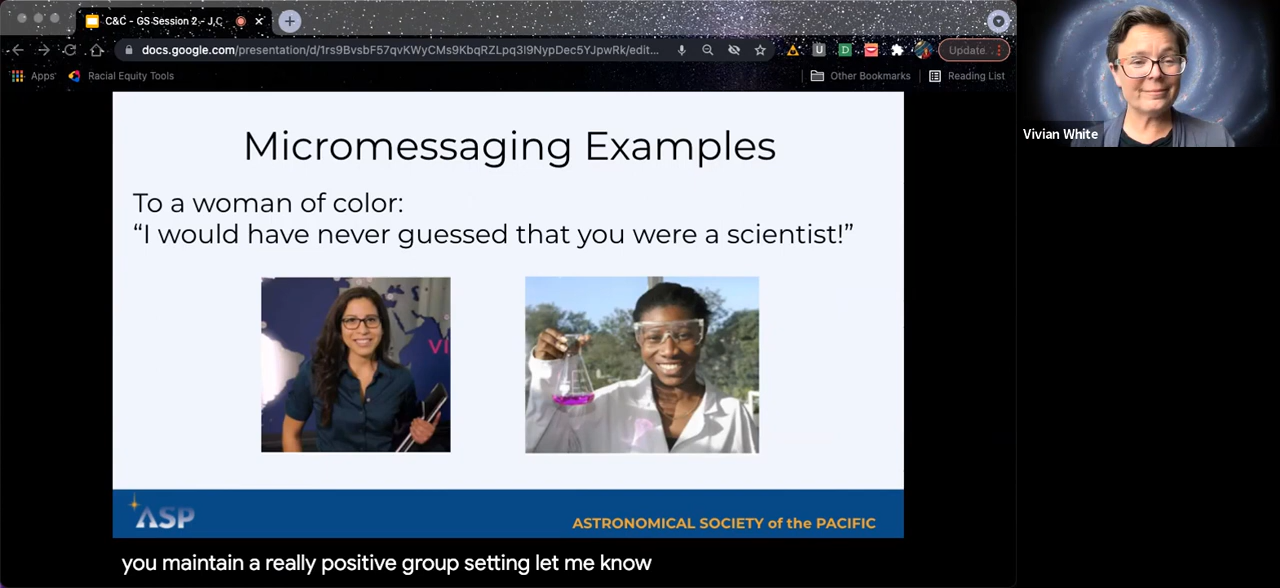 C&C - GS Session 2 - J,C
docs.google.com/presentation/d/1rs9BvsbF57qvKWyCMs9KbqRZLpq3I9NypDec5YJpwRk/edit...
U
D
Update
Apps
Racial Equity Tools
Other Bookmarks
Reading List
Vivian White
Micromessaging Examples
To a woman of color:
“I would have never guessed that you were a scientist!”
VI
ASP
ASTRONOMICAL SOCIETY of the PACIFIC
you maintain a really positive group setting let me know